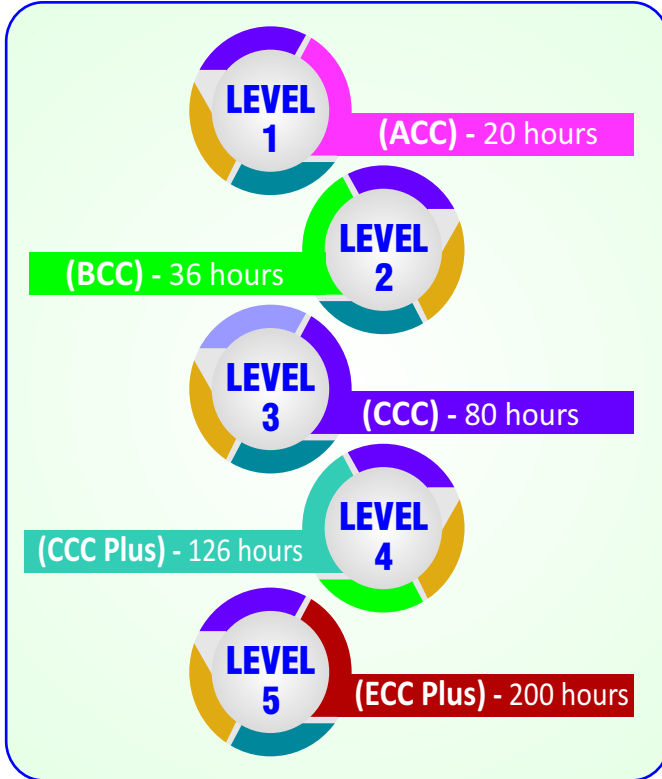 LEVEL
1
(ACC) - 20 hours
LEVEL
2
(BCC) - 36 hours
LEVEL
3
(CCC) - 80 hours
LEVEL
4
(CCC Plus) - 126 hours
LEVEL
5
(ECC Plus) - 200 hours